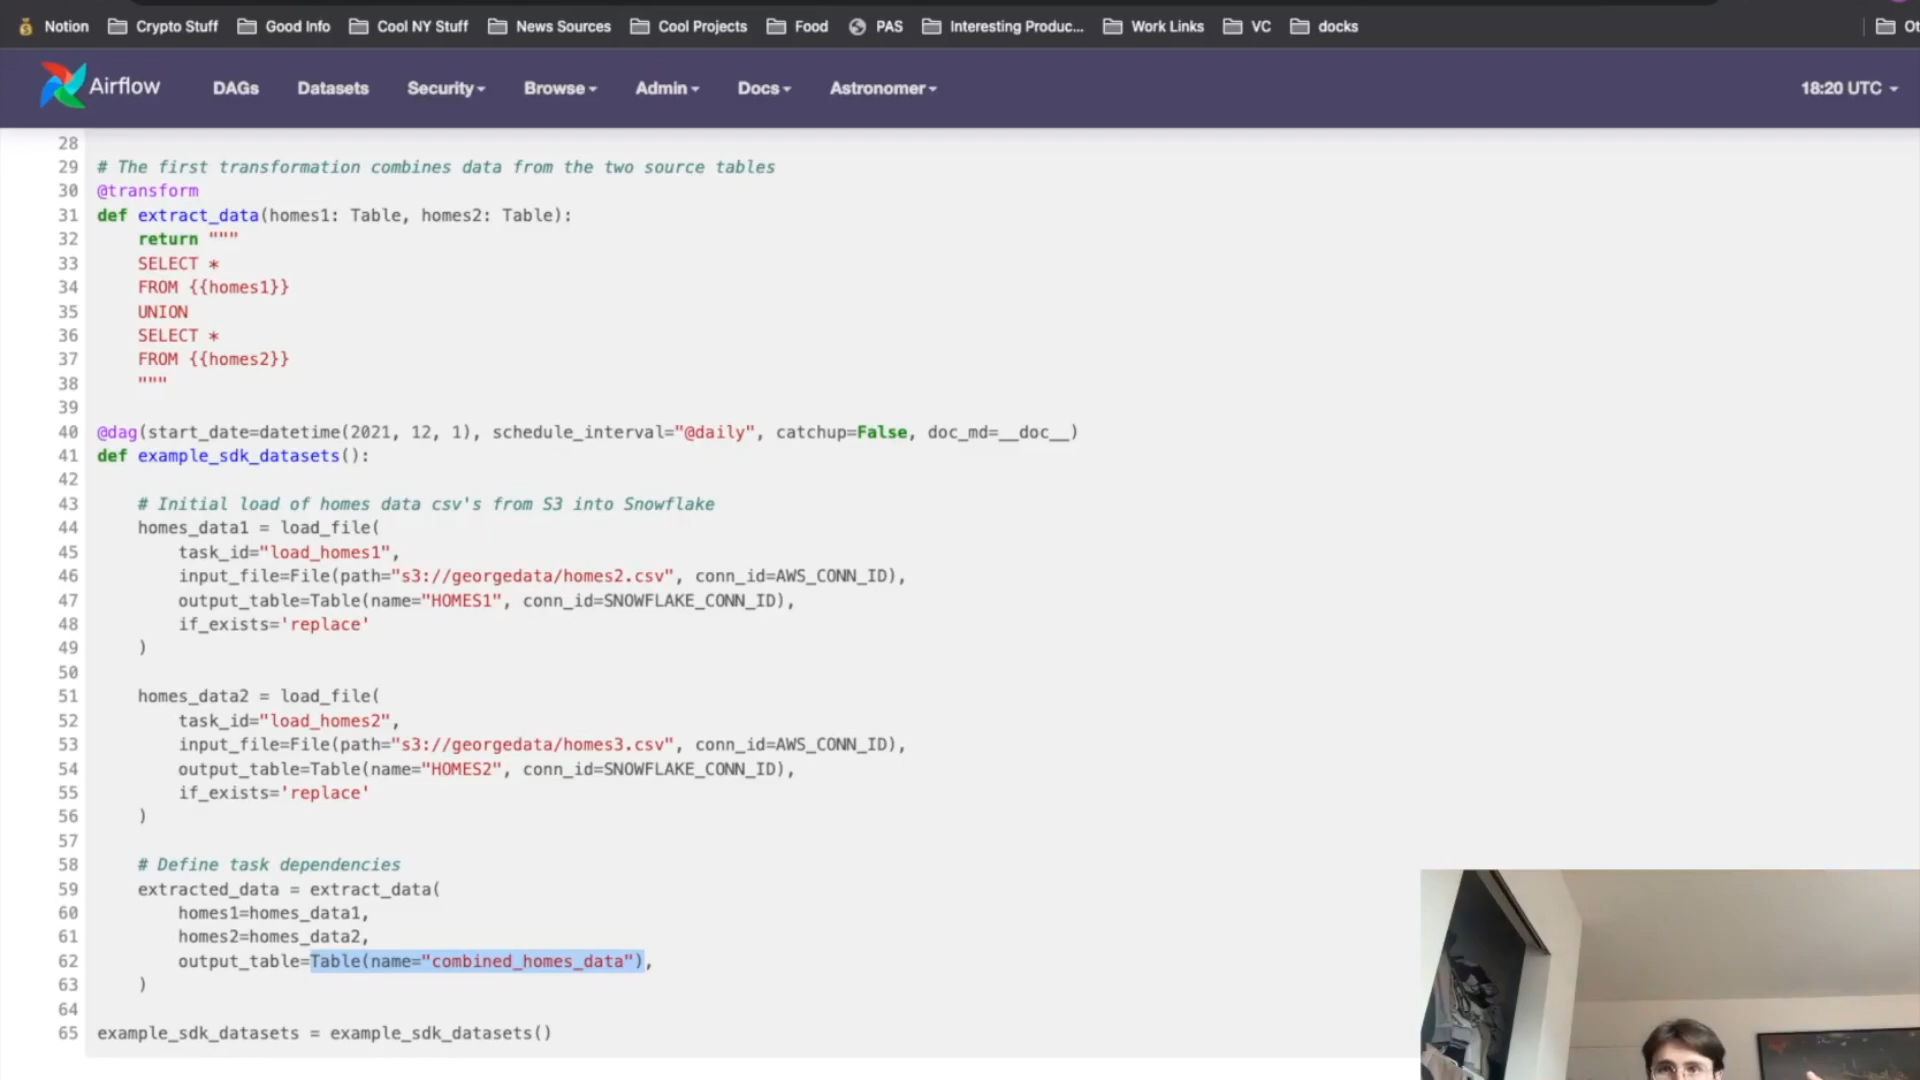 Notion Crypto Stuff Good Info Cool NY Stuff News Sources Cool Projects Food PAS Interesting Produc... Work Links VC docks Ot
Airflow DAGs Datasets Security Browse Admin Docs Astronomer 18:20 UTC
28
29 # The first transformation combines data from the two source tables
30 @transform
31 def extract_data(homes1: Table, homes2: Table):
32 return """
33 SELECT *
34 FROM {{homes1}}
35 UNION
36 SELECT *
37 FROM {{homes2}}
38 """
39
40 @dag(start_date=datetime(2021, 12, 1), schedule_interval="@daily", catchup=False, doc_md=__doc__)
41 def example_sdk_datasets():
42
43 # Initial load of homes data csv's from S3 into Snowflake
44 homes_data1 = load_file(
45 task_id="load_homes1",
46 input_file=File(path="s3://georgedata/homes2.csv", conn_id=AWS_CONN_ID),
47 output_table=Table(name="HOMES1", conn_id=SNOWFLAKE_CONN_ID),
48 if_exists='replace'
49 )
50
51 homes_data2 = load_file(
52 task_id="load_homes2",
53 input_file=File(path="s3://georgedata/homes3.csv", conn_id=AWS_CONN_ID),
54 output_table=Table(name="HOMES2", conn_id=SNOWFLAKE_CONN_ID),
55 if_exists='replace'
56 )
57
58 # Define task dependencies
59 extracted_data = extract_data(
60 homes1=homes_data1,
61 homes2=homes_data2,
62 output_table=Table(name="combined_homes_data"),
63 )
64
65 example_sdk_datasets = example_sdk_datasets()